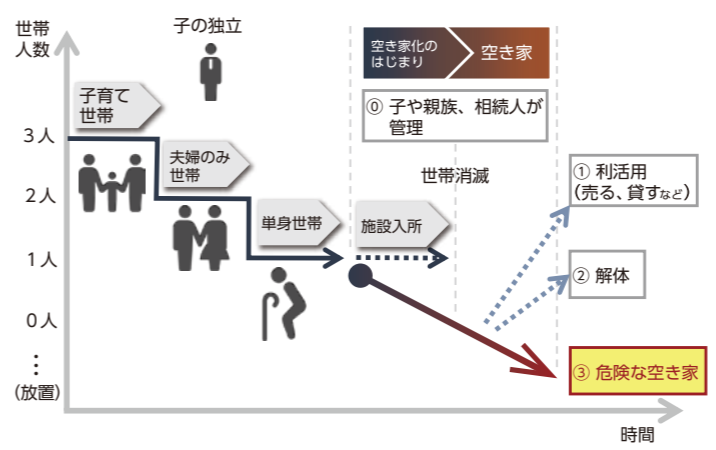 世帯
人数
子の独立
空き家化の
はじまり
空き家
子育て
世帯
⓪ 子や親族、相続人が
管理
3人
夫婦のみ
世帯
世帯消滅
① 利活用
(売る、貸すなど)
2人
単身世帯
施設入所
1人
② 解体
0人
⋮
(放置)
③ 危険な空き家
時間